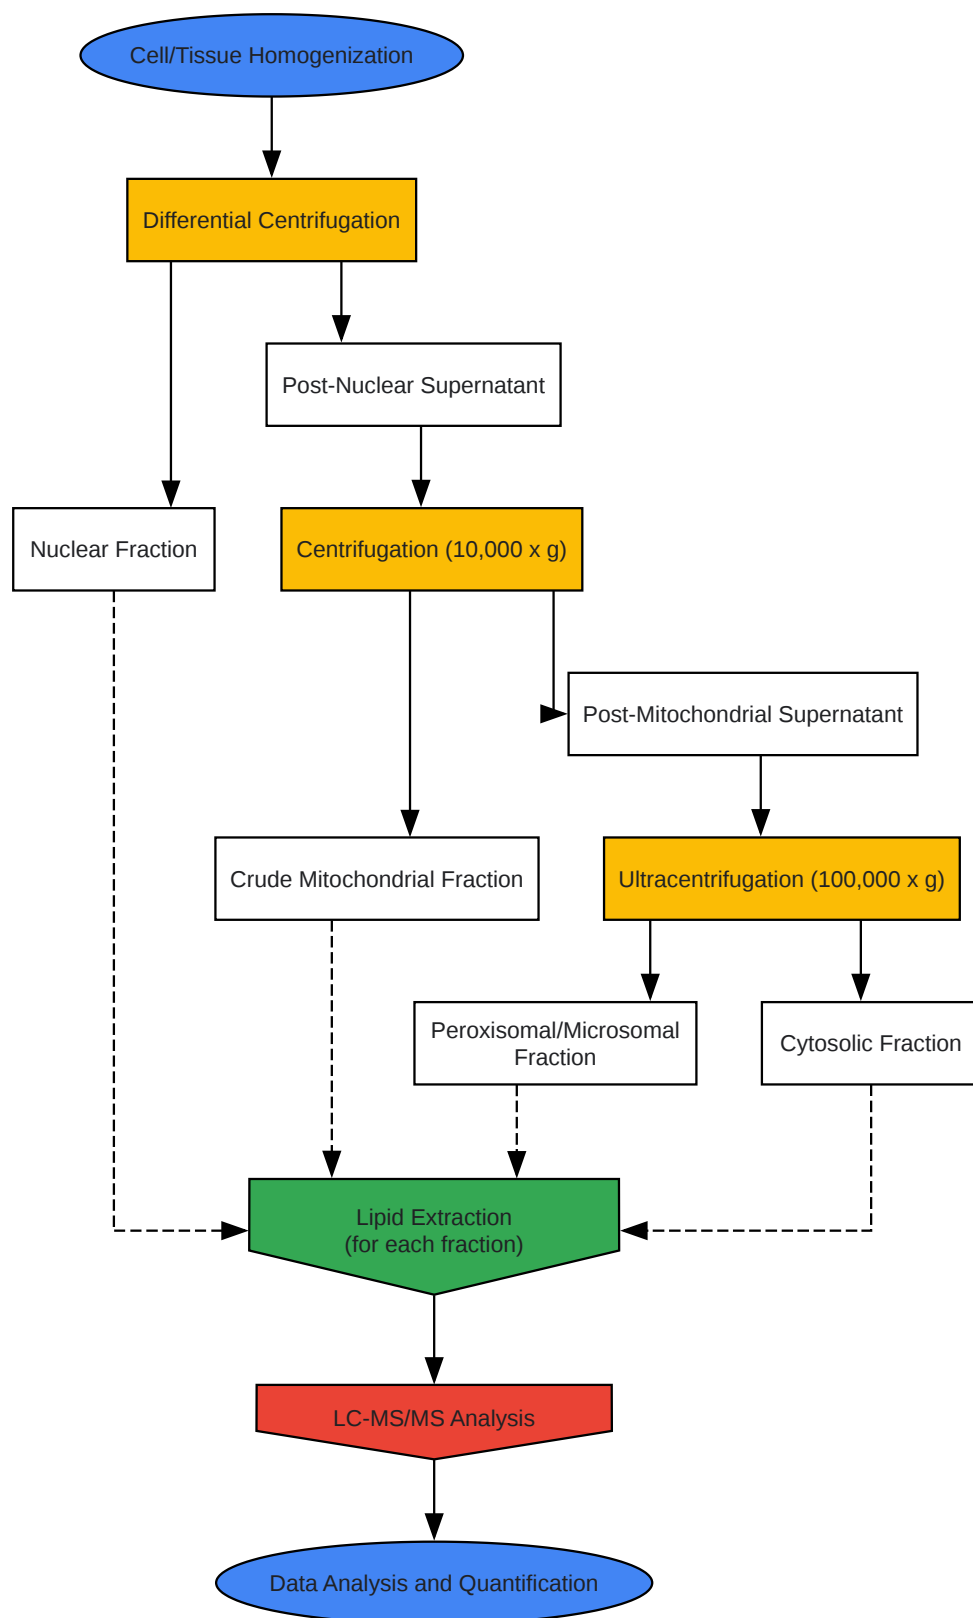 Cell/Tissue Homogenization
Differential Centrifugation
Post-Nuclear Supernatant
Nuclear Fraction
Centrifugation (10,000 x g)
Post-Mitochondrial Supernatant
Crude Mitochondrial Fraction
Ultracentrifugation (100,000 x g)
Peroxisomal/Microsomal
Fraction
Cytosolic Fraction
Lipid Extraction
(for each fraction)
LC-MS/MS Analysis
Data Analysis and Quantification